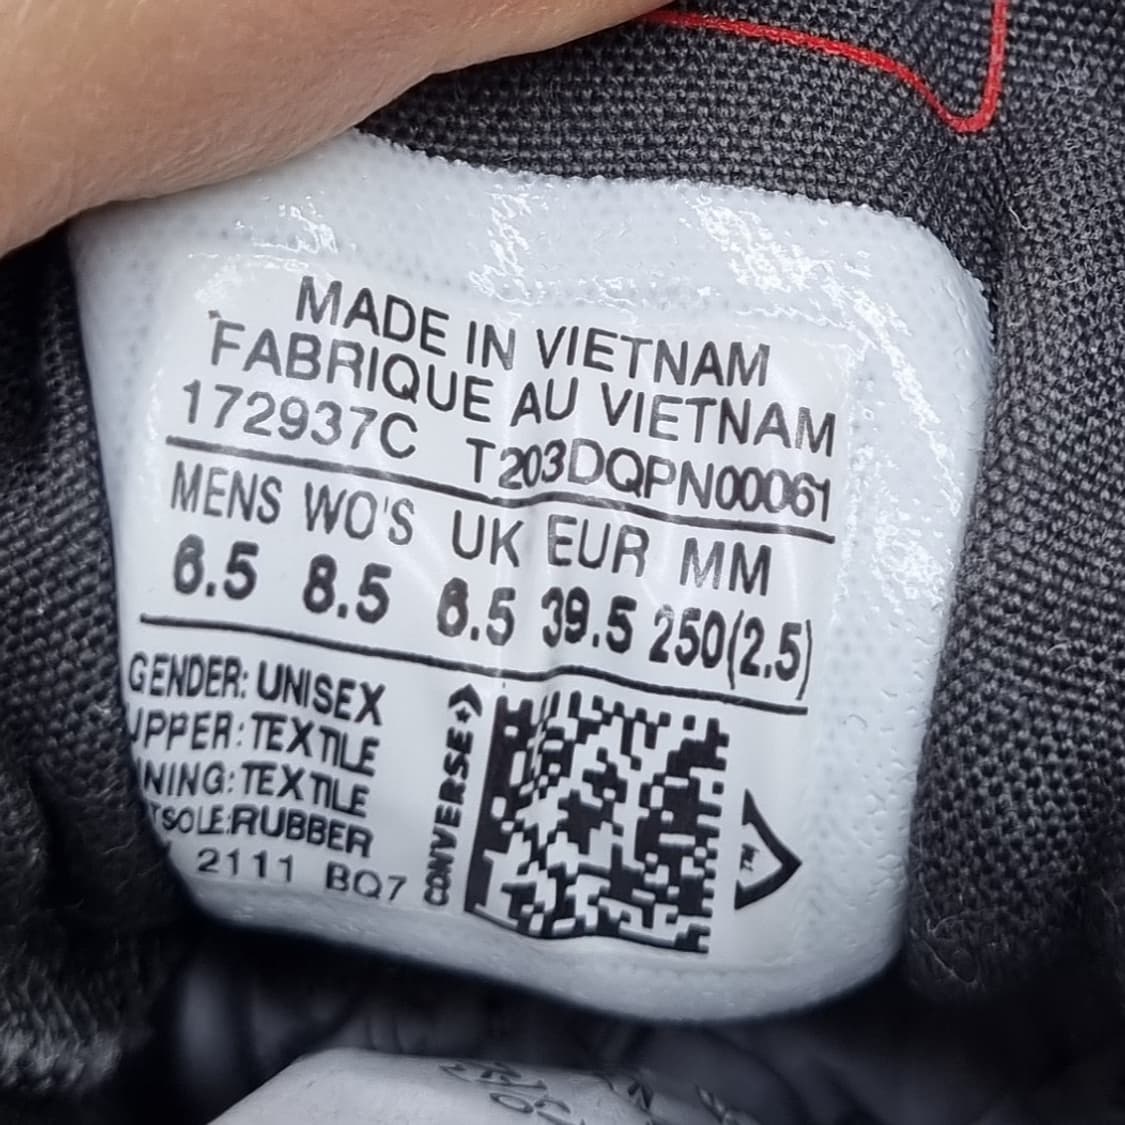 MADE IN VIETNAM
FABRIQUE AU VIETNAM
172937C T203DQPN00061
MENS WO'S UK EUR MM
6.5 8.5 6.5 39.5 250(2.5)
GENDER: UNISEX
UPPER: TEXTILE
NING: TEXTILE
TSOLE:RUBBER
2111 BQ7
CONVERSE
TM